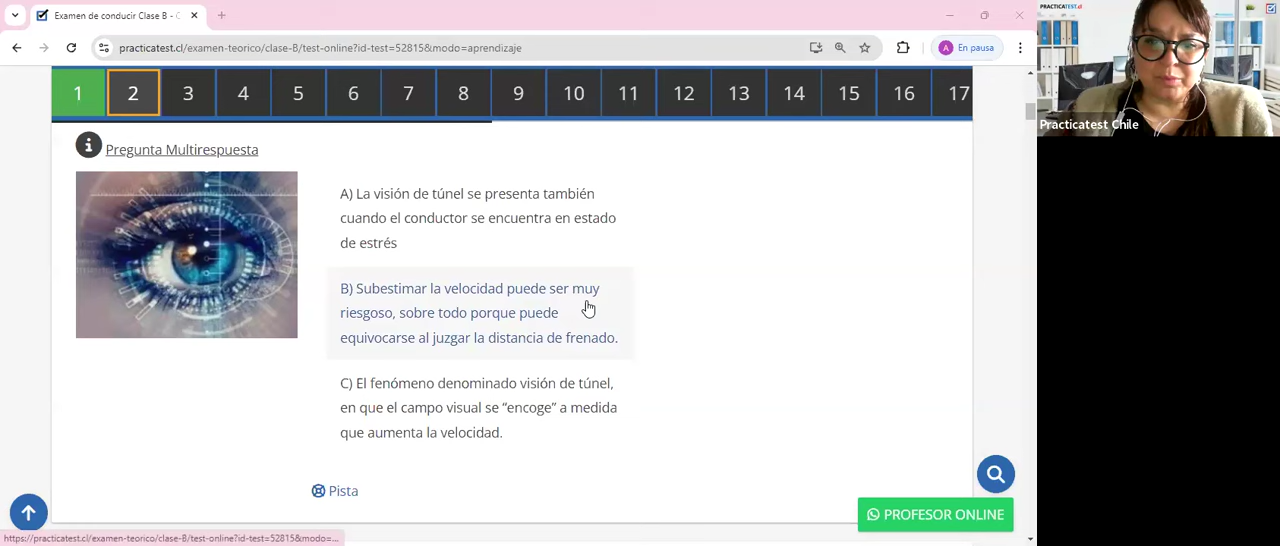 Examen de conducir Clase B - C
practicatest.cl/examen-teorico/clase-B/test-online?id-test=52815&modo=aprendizaje
A
En pausa
PRACTICATEST.cl
Practicatest Chile
1 2 3 4 5 6 7 8 9 10 11 12 13 14 15 16 17
Pregunta Multirespuesta
A) La visión de túnel se presenta también
cuando el conductor se encuentra en estado
de estrés
B) Subestimar la velocidad puede ser muy
riesgoso, sobre todo porque puede
equivocarse al juzgar la distancia de frenado.
C) El fenómeno denominado visión de túnel,
en que el campo visual se “encoge” a medida
que aumenta la velocidad.
Pista
PROFESOR ONLINE
https://practicatest.cl/examen-teorico/clase-B/test-online?id-test=52815&modo=...